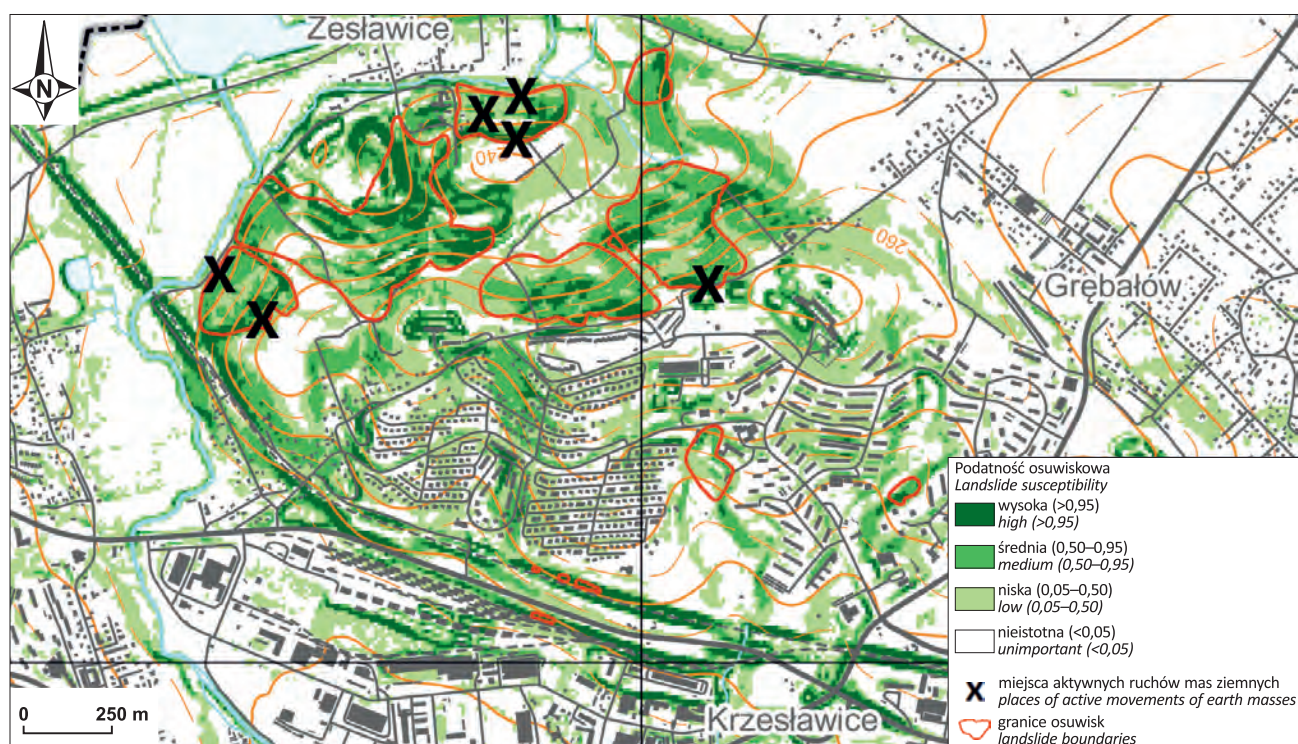 Zesławice
N
X
X
X
240
X
X
X
260
Grębałów
Podatność osuwiskowa
Landslide susceptibility
wysoka (>0,95)
high (>0,95)
średnia (0,50–0,95)
medium (0,50–0,95)
niska (0,05–0,50)
low (0,05–0,50)
nieistotna (<0,05)
unimportant (<0,05)
X miejsca aktywnych ruchów mas ziemnych
places of active movements of earth masses
granice osuwisk
landslide boundaries
0 250 m
Krzesławice